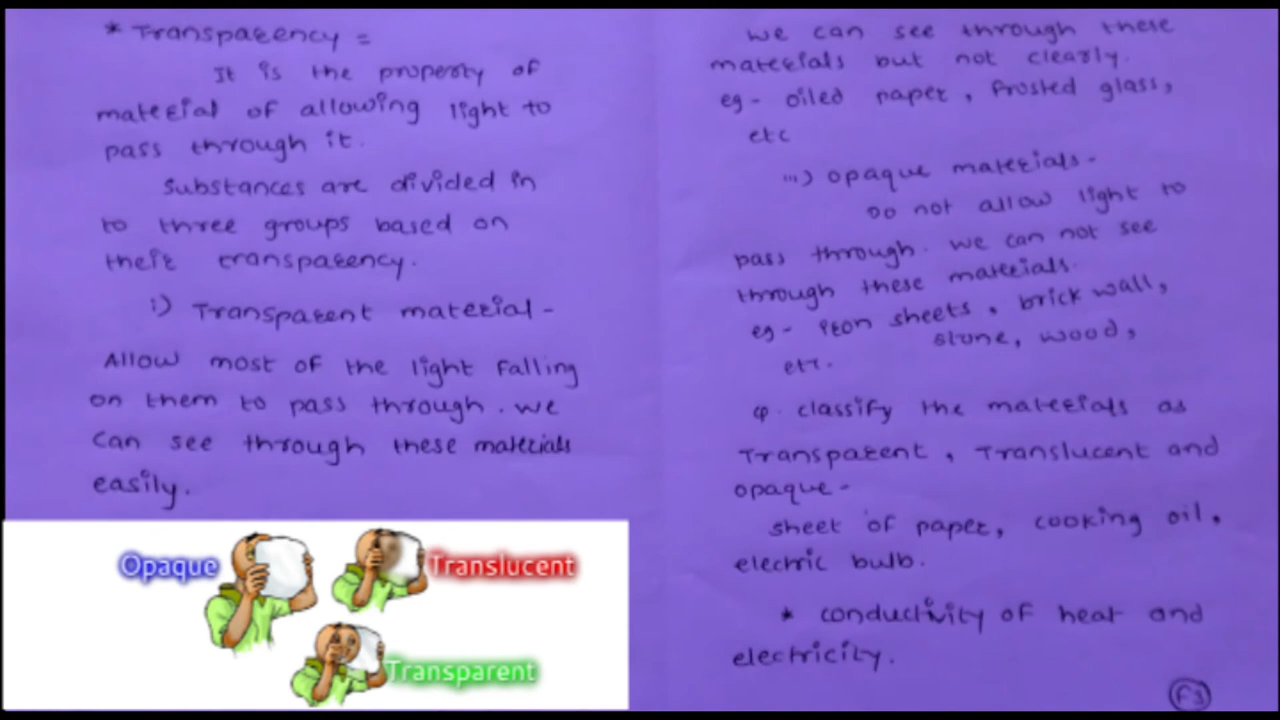 * Transparency =
It is the property of
material of allowing light to
pass through it.
Substances are divided in
to three groups based on
their transparency.
i) Transparent material -
Allow most of the light falling
on them to pass through. we
can see through these materials
easily.
Opaque
Translucent
Transparent
we can see through these
materials but not clearly.
eg- oiled paper, frosted glass,
etc
iii) opaque materials-
Do not allow light to
pass through. we can not see
through these materials.
eg- iron sheets, brick wall,
stone, wood,
etc.
Q. classify the materials as
Transparent, Translucent and
opaque-
sheet of paper, cooking oil,
electric bulb.
* conductivity of heat and
electricity.